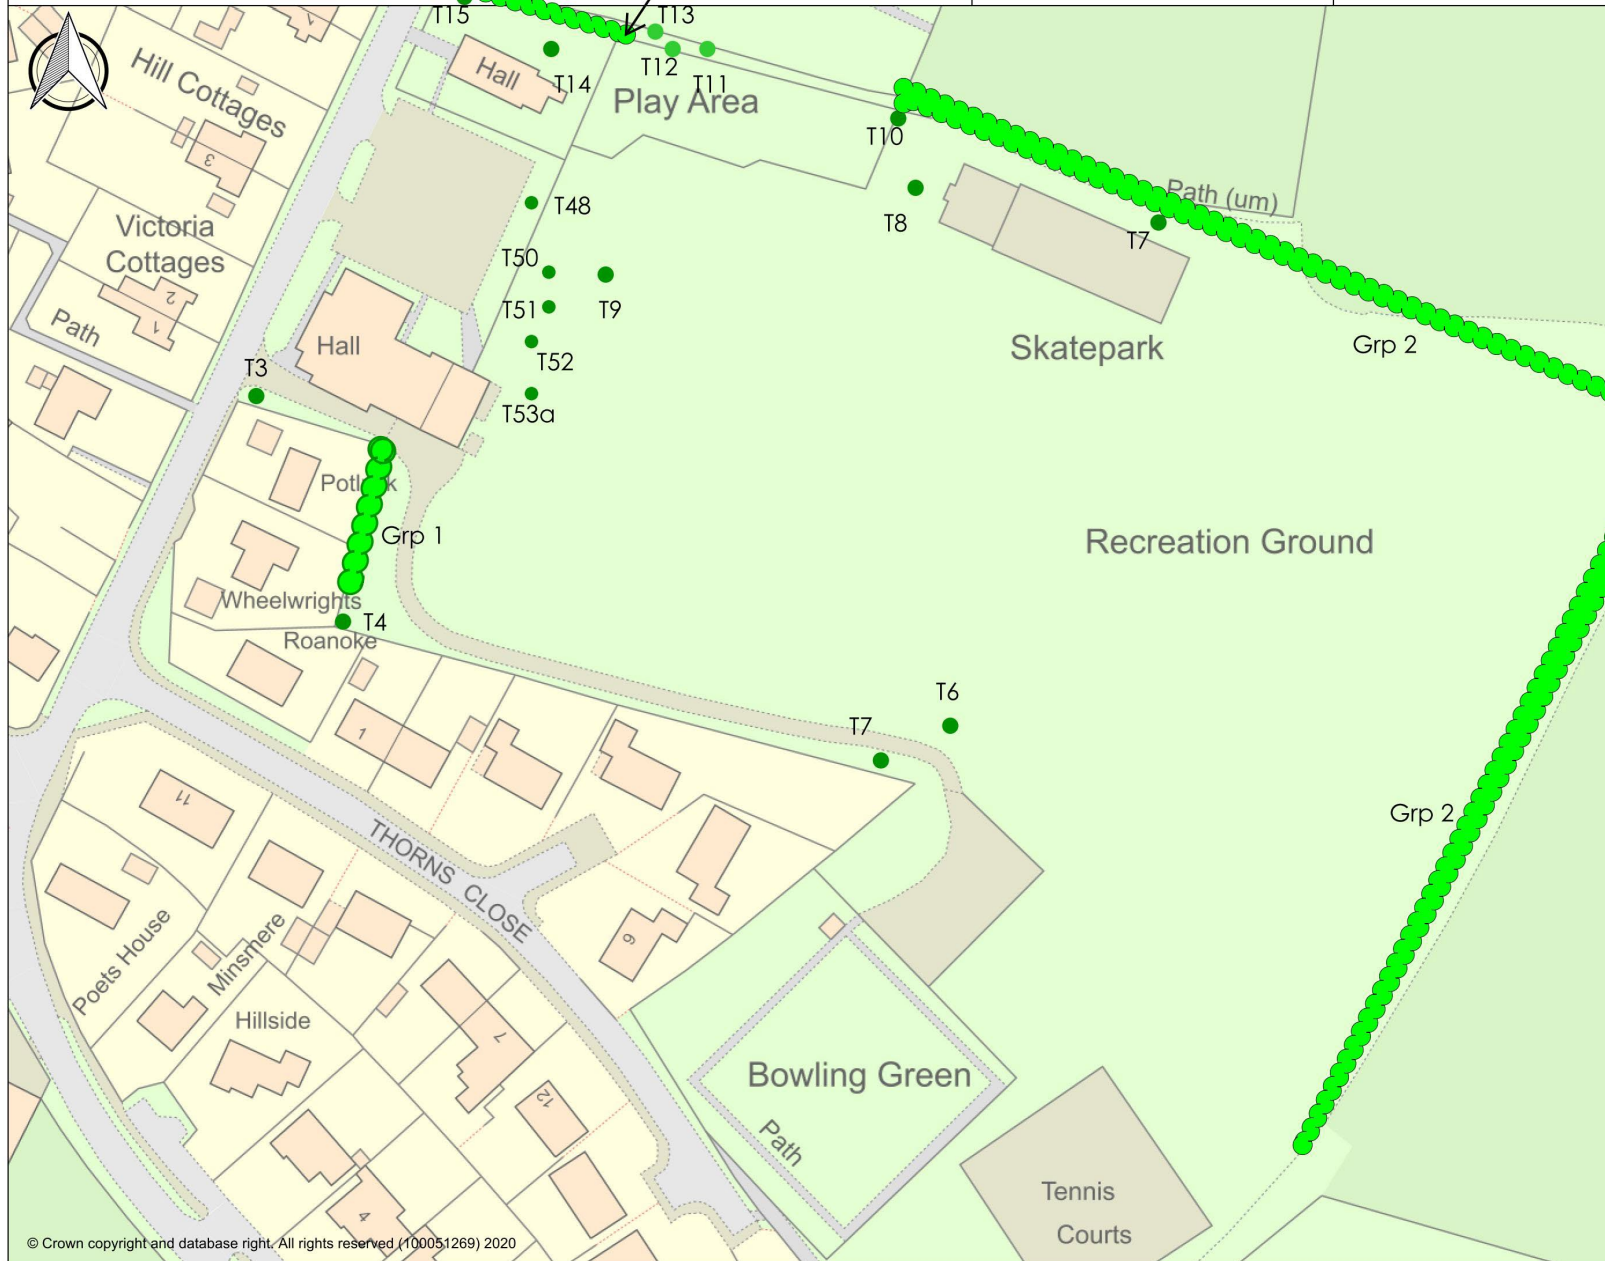 T15
T13
T12
T11
T14
Hall
Hill Cottages
Play Area
3
T10
Path (um)
T8
T7
T48
Victoria
Cottages
T50
T9
2
1
T51
Path
Hall
T52
Skatepark
Grp 2
T3
T53a
Potl k
Grp 1
Recreation Ground
Wheelwrights
T4
Roanoke
T6
T7
1
11
Grp 2
THORNS CLOSE
Poets House
Minsmere
6
Hillside
7
Bowling Green
12
Path
Tennis
Courts
4
© Crown copyright and database right. All rights reserved (100051269) 2020